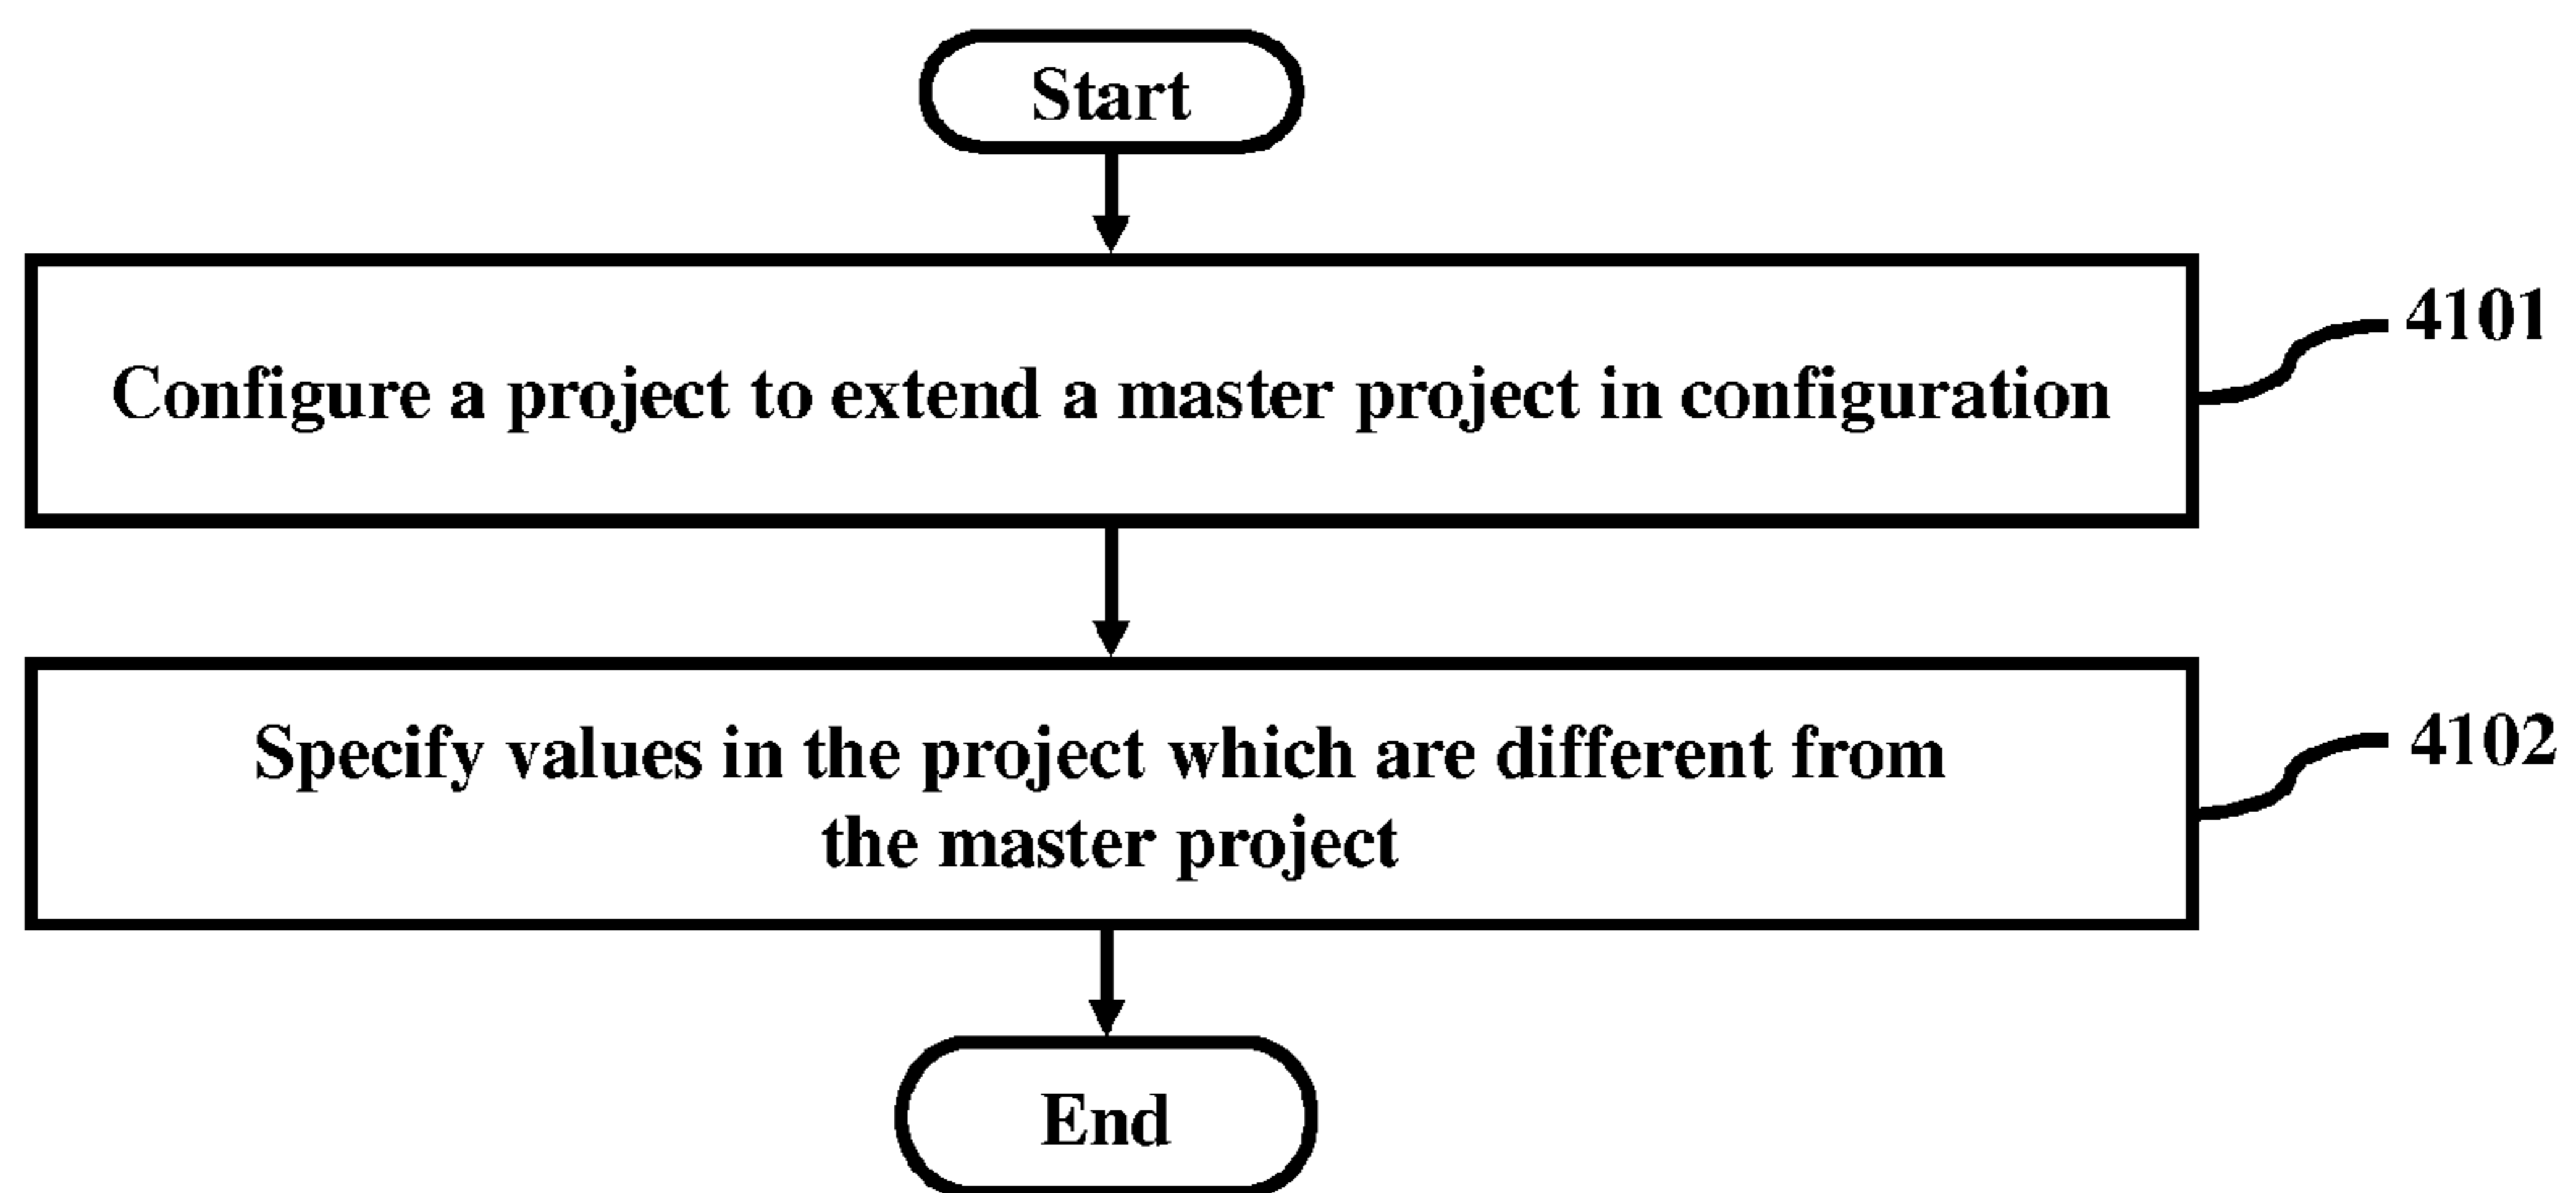 Start
Configure a project to extend a master project in configuration
4101
Specify values in the project which are different from
the master project
4102
End